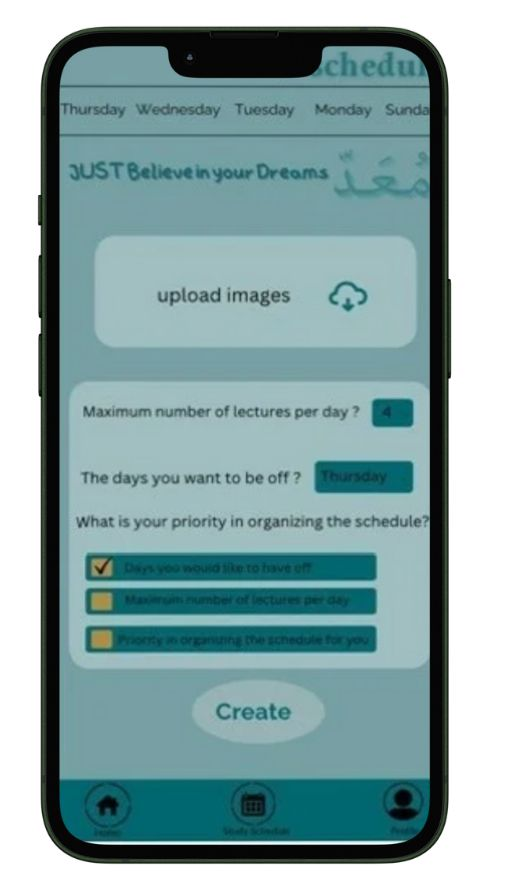 Schedul
Thursday Wednesday Tuesday Monday Sunda
JUST Believe in your Dreams مُعَدِّ
upload images
Maximum number of lectures per day ? 4
The days you want to be off ? Thursday
What is your priority in organizing the schedule?
Days you would like to have off
Maximum number of lectures per day
Priority in organizing the schedule for you
Create
Home Study Schedule Profile